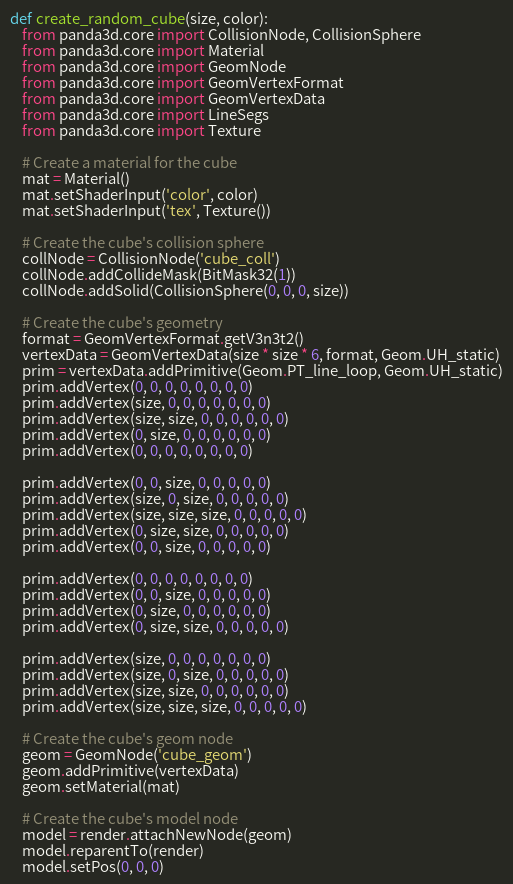 def create_random_cube(size, color):
    from panda3d.core import CollisionNode, CollisionSphere
    from panda3d.core import Material
    from panda3d.core import GeomNode
    from panda3d.core import GeomVertexFormat
    from panda3d.core import GeomVertexData
    from panda3d.core import LineSegs
    from panda3d.core import Texture

    # Create a material for the cube
    mat = Material()
    mat.setShaderInput('color', color)
    mat.setShaderInput('tex', Texture())

    # Create the cube's collision sphere
    collNode = CollisionNode('cube_coll')
    collNode.addCollideMask(BitMask32(1))
    collNode.addSolid(CollisionSphere(0, 0, 0, size))

    # Create the cube's geometry
    format = GeomVertexFormat.getV3n3t2()
    vertexData = GeomVertexData(size * size * 6, format, Geom.UH_static)
    prim = vertexData.addPrimitive(Geom.PT_line_loop, Geom.UH_static)
    prim.addVertex(0, 0, 0, 0, 0, 0, 0, 0)
    prim.addVertex(size, 0, 0, 0, 0, 0, 0, 0)
    prim.addVertex(size, size, 0, 0, 0, 0, 0, 0)
    prim.addVertex(0, size, 0, 0, 0, 0, 0, 0)
    prim.addVertex(0, 0, 0, 0, 0, 0, 0, 0)

    prim.addVertex(0, 0, size, 0, 0, 0, 0, 0)
    prim.addVertex(size, 0, size, 0, 0, 0, 0, 0)
    prim.addVertex(size, size, size, 0, 0, 0, 0, 0)
    prim.addVertex(0, size, size, 0, 0, 0, 0, 0)
    prim.addVertex(0, 0, size, 0, 0, 0, 0, 0)

    prim.addVertex(0, 0, 0, 0, 0, 0, 0, 0)
    prim.addVertex(0, 0, size, 0, 0, 0, 0, 0)
    prim.addVertex(0, size, 0, 0, 0, 0, 0, 0)
    prim.addVertex(0, size, size, 0, 0, 0, 0, 0)

    prim.addVertex(size, 0, 0, 0, 0, 0, 0, 0)
    prim.addVertex(size, 0, size, 0, 0, 0, 0, 0)
    prim.addVertex(size, size, 0, 0, 0, 0, 0, 0)
    prim.addVertex(size, size, size, 0, 0, 0, 0, 0)

    # Create the cube's geom node
    geom = GeomNode('cube_geom')
    geom.addPrimitive(vertexData)
    geom.setMaterial(mat)

    # Create the cube's model node
    model = render.attachNewNode(geom)
    model.reparentTo(render)
    model.setPos(0, 0, 0)